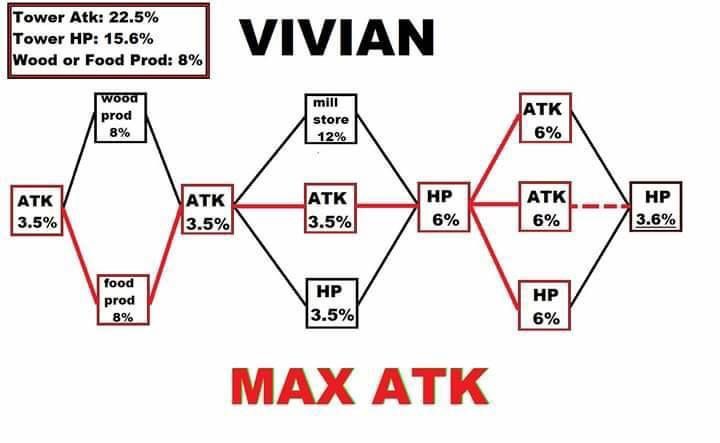 Tower Atk: 22.5%
Tower HP: 15.6%
Wood or Food Prod: 8%
VIVIAN
wood
prod
8%
mill
store
12%
ATK
6%
ATK
3.5%
ATK
3.5%
ATK
3.5%
HP
6%
ATK
6%
HP
3.6%
food
prod
8%
HP
3.5%
HP
6%
MAX ATK